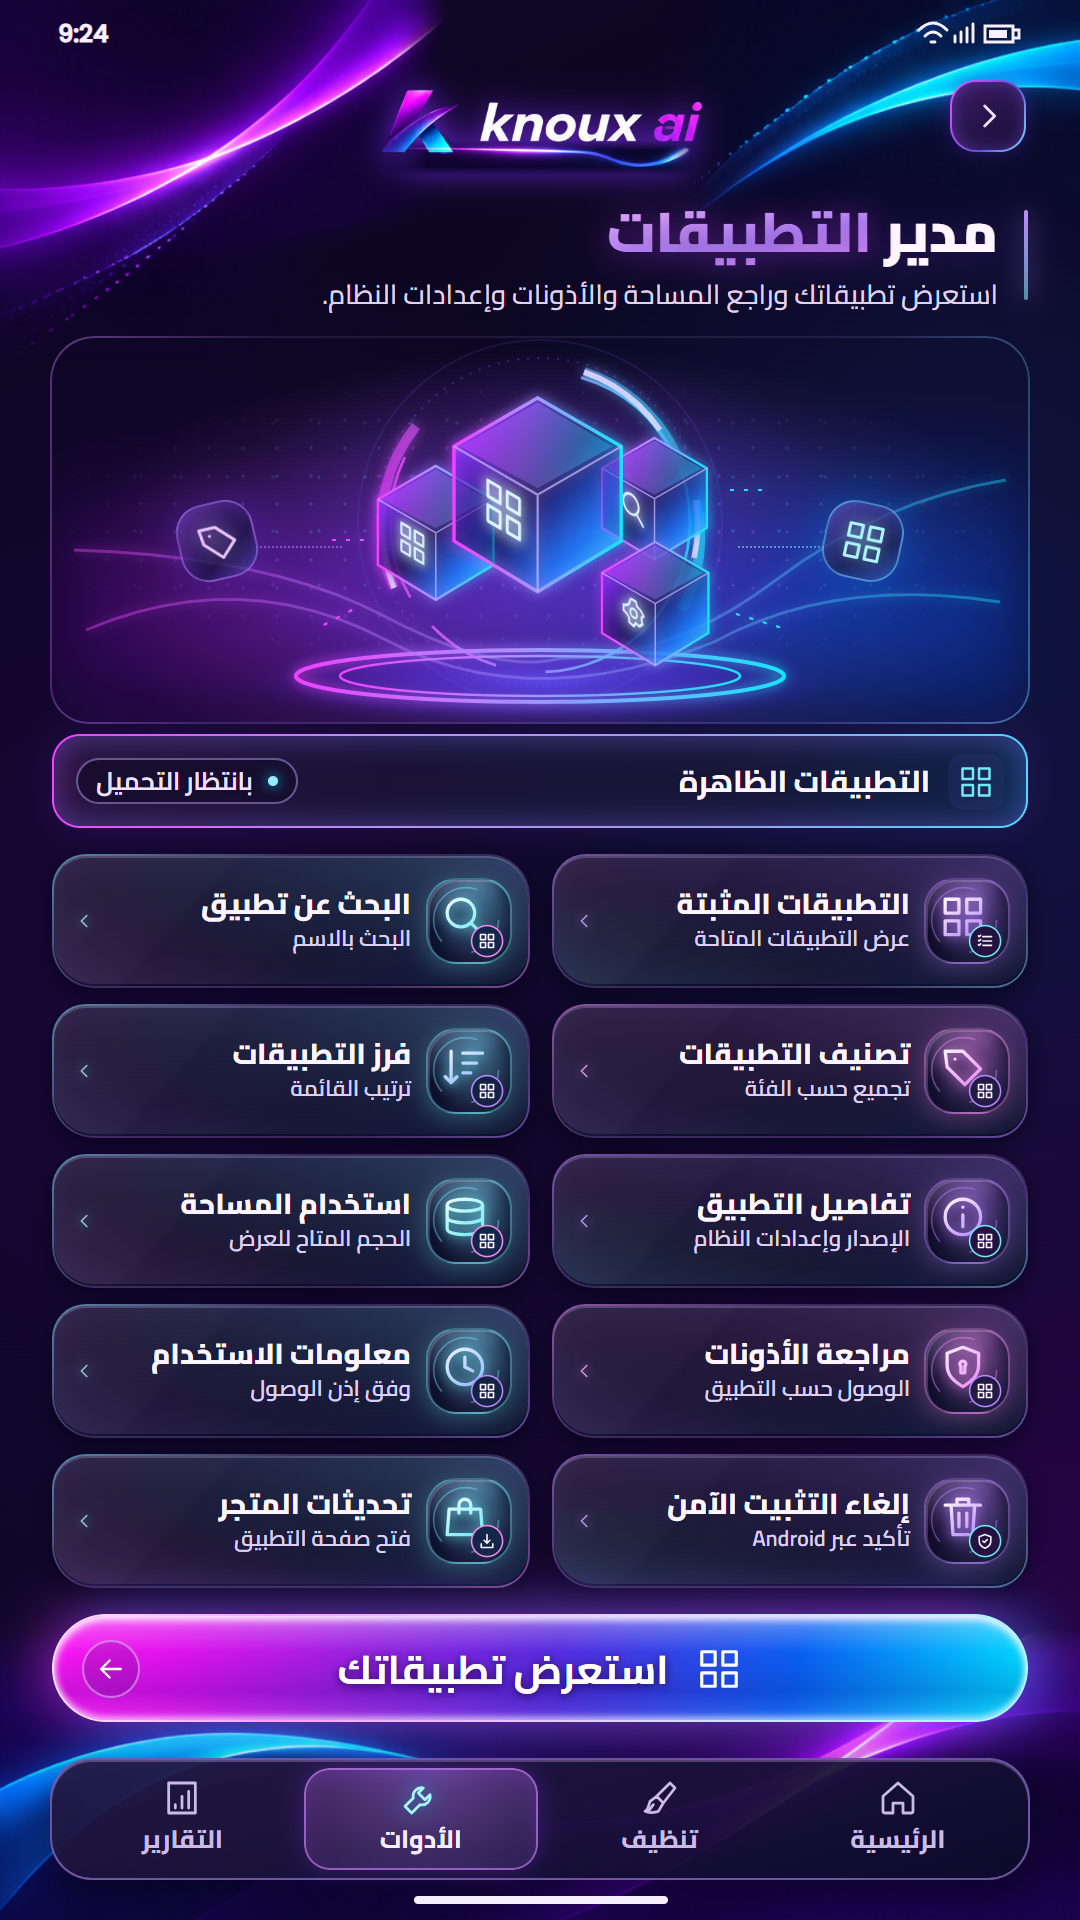 9:24
knoux ai
مدير التطبيقات
استعرض تطبيقاتك وراجع المساحة والأذونات وإعدادات النظام.
التطبيقات الظاهرة
بانتظار التحميل
التطبيقات المثبتة
عرض التطبيقات المتاحة
البحث عن تطبيق
البحث بالاسم
تصنيف التطبيقات
تجميع حسب الفئة
فرز التطبيقات
ترتيب القائمة
تفاصيل التطبيق
الإصدار وإعدادات النظام
استخدام المساحة
الحجم المتاح للعرض
مراجعة الأذونات
الوصول حسب التطبيق
معلومات الاستخدام
وفق إذن الوصول
إلغاء التثبيت الآمن
تأكيد عبر Android
تحديثات المتجر
فتح صفحة التطبيق
استعرض تطبيقاتك
الرئيسية
تنظيف
الأدوات
التقارير